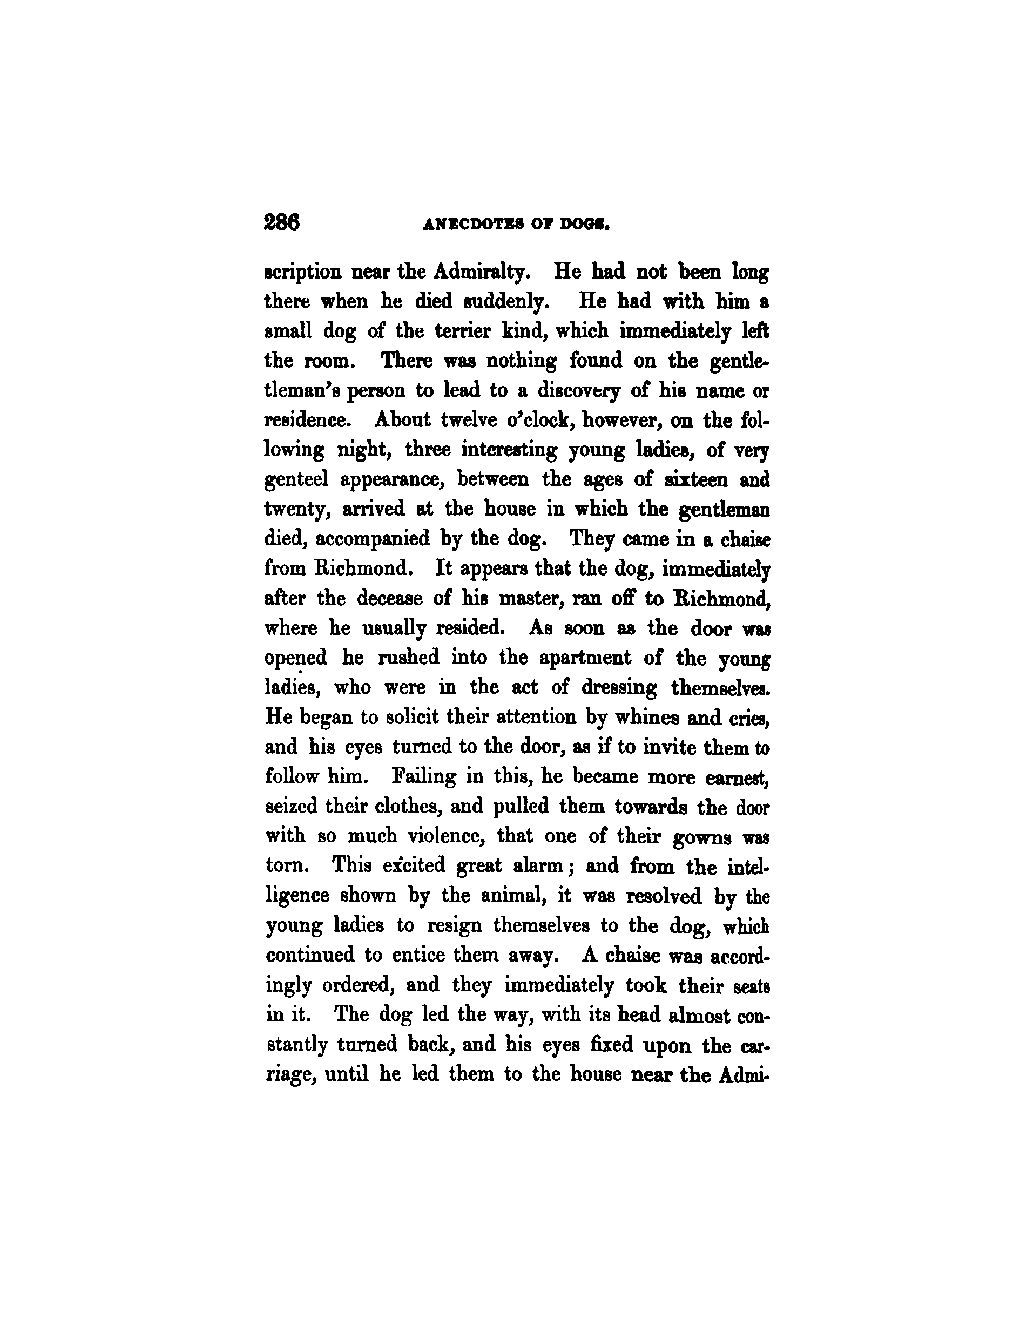 286 ANECDOTES OF DOGS.
scription near the Admiralty. He had not been long
there when he died suddenly. He had with him a
small dog of the terrier kind, which immediately left
the room. There was nothing found on the gentle-
tleman's person to lead to a discovery of his name or
residence. About twelve o'clock, however, on the fol-
lowing night, three interesting young ladies, of very
genteel appearance, between the ages of sixteen and
twenty, arrived at the house in which the gentleman
died, accompanied by the dog. They came in a chaise
from Richmond. It appears that the dog, immediately
after the decease of his master, ran off to Richmond,
where he usually resided. As soon as the door was
opened he rushed into the apartment of the young
ladies, who were in the act of dressing themselves.
He began to solicit their attention by whines and cries,
and his eyes turned to the door, as if to invite them to
follow him. Failing in this, he became more earnest,
seized their clothes, and pulled them towards the door
with so much violence, that one of their gowns was
torn. This excited great alarm; and from the intel-
ligence shown by the animal, it was resolved by the
young ladies to resign themselves to the dog, which
continued to entice them away. A chaise was accord-
ingly ordered, and they immediately took their seats
in it. The dog led the way, with its head almost con-
stantly turned back, and his eyes fixed upon the car-
riage, until he led them to the house near the Admi-